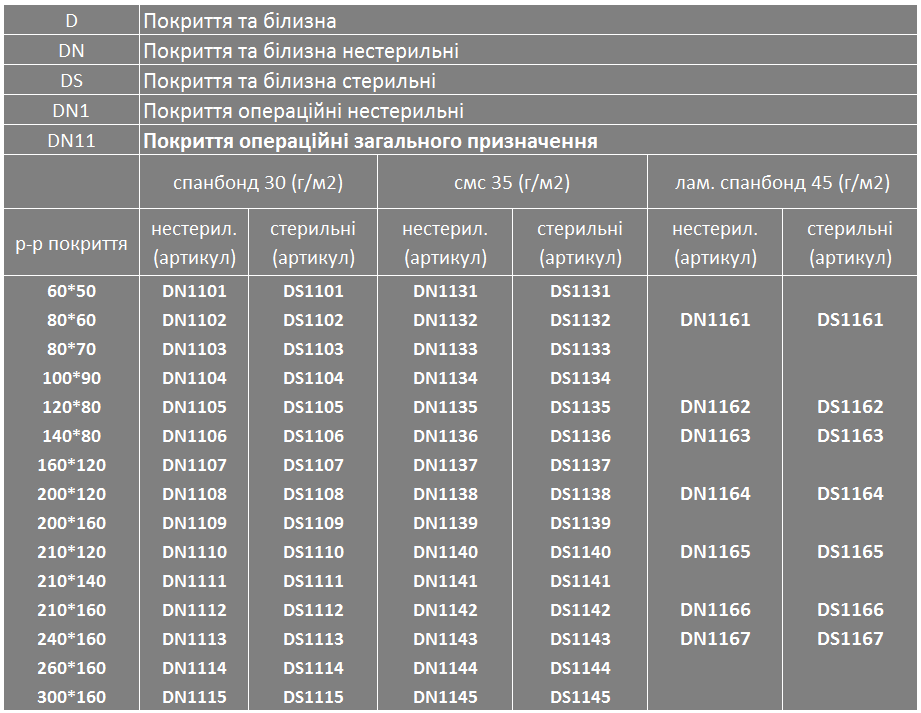 D Покриття та білизна
DN Покриття та білизна нестерильні
DS Покриття та білизна стерильні
DN1 Покриття операційні нестерильні
DN11 Покриття операційні загального призначення
спанбонд 30 (г/м2) смс 35 (г/м2) лам. спанбонд 45 (г/м2)
р-р покриття нестерил. (артикул) стерильні (артикул) нестерил. (артикул) стерильні (артикул) нестерил. (артикул) стерильні (артикул)
60*50 DN1101 DS1101 DN1131 DS1131
80*60 DN1102 DS1102 DN1132 DS1132 DN1161 DS1161
80*70 DN1103 DS1103 DN1133 DS1133
100*90 DN1104 DS1104 DN1134 DS1134
120*80 DN1105 DS1105 DN1135 DS1135 DN1162 DS1162
140*80 DN1106 DS1106 DN1136 DS1136 DN1163 DS1163
160*120 DN1107 DS1107 DN1137 DS1137
200*120 DN1108 DS1108 DN1138 DS1138 DN1164 DS1164
200*160 DN1109 DS1109 DN1139 DS1139
210*120 DN1110 DS1110 DN1140 DS1140 DN1165 DS1165
210*140 DN1111 DS1111 DN1141 DS1141
210*160 DN1112 DS1112 DN1142 DS1142 DN1166 DS1166
240*160 DN1113 DS1113 DN1143 DS1143 DN1167 DS1167
260*160 DN1114 DS1114 DN1144 DS1144
300*160 DN1115 DS1115 DN1145 DS1145